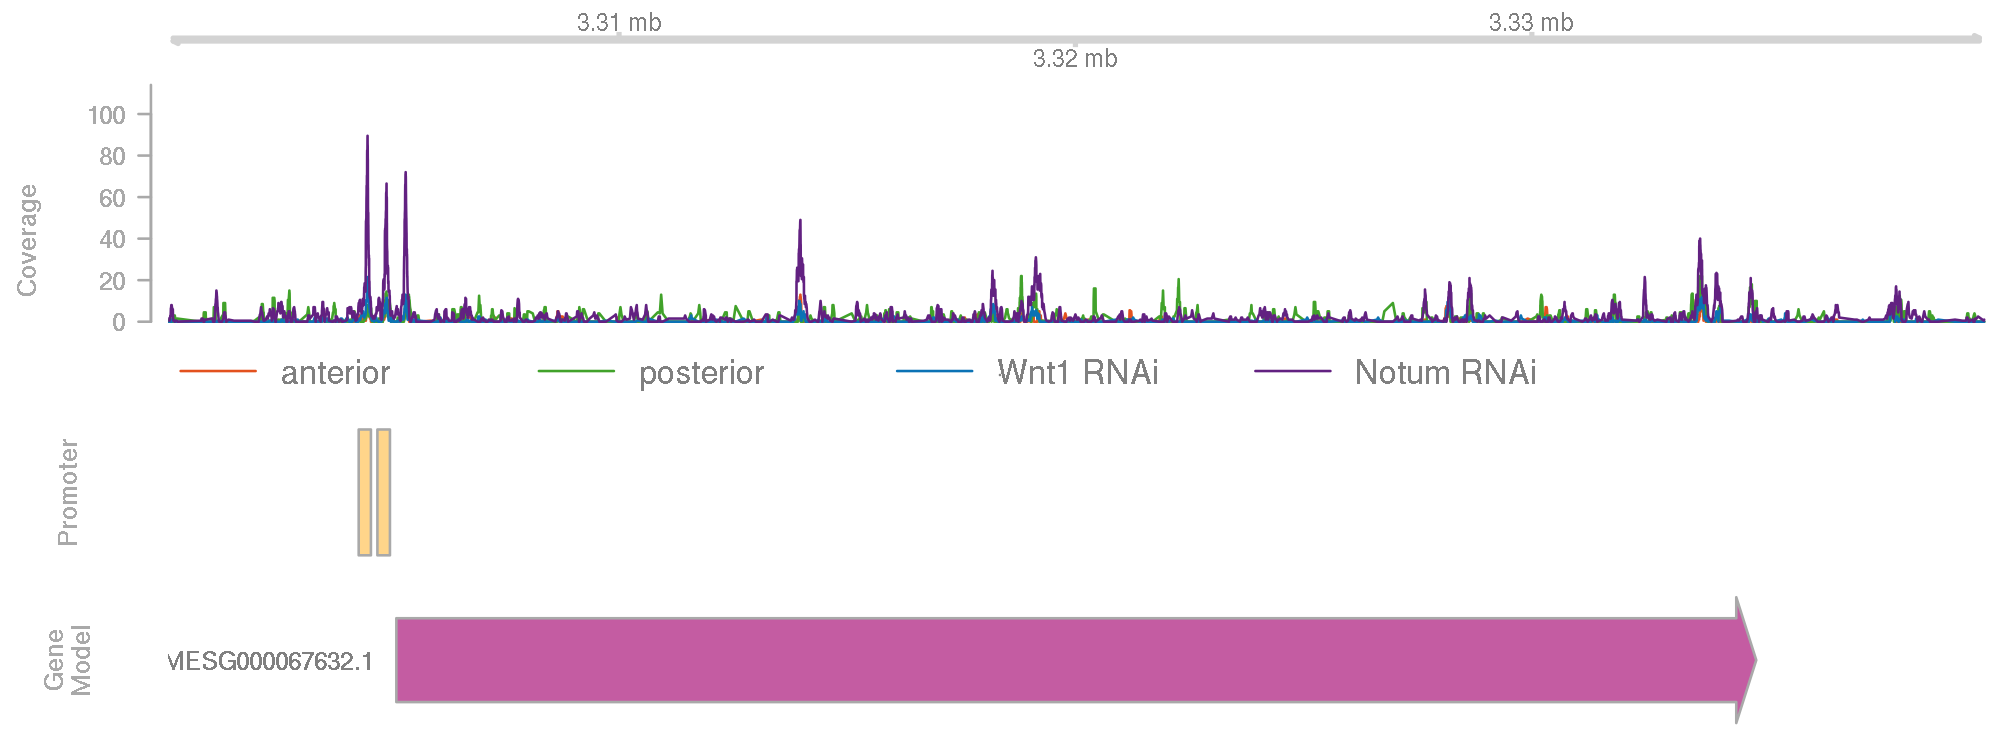 3.31 mb
3.33 mb
3.32 mb
Coverage
100
80
60
40
20
0
anterior
posterior
Wnt1 RNAi
Notum RNAi
Promoter
Gene
Model
MESG000067632.1